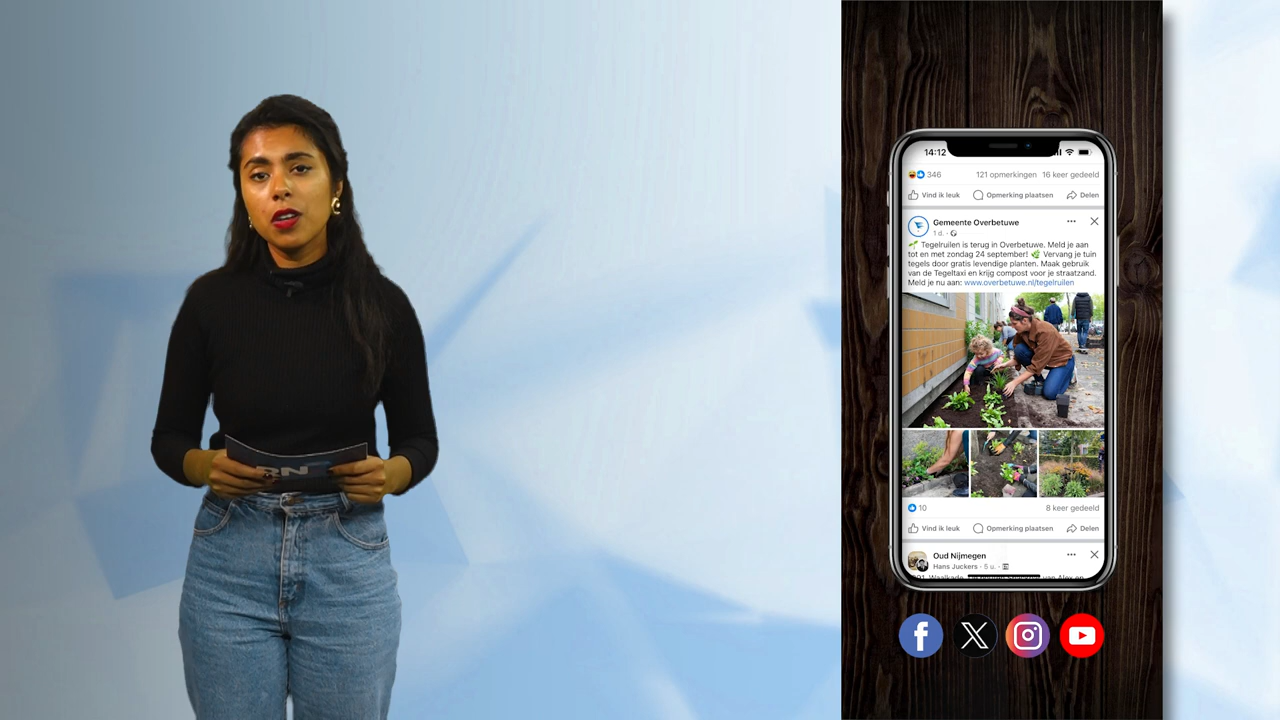 RN
14:12
346 121 opmerkingen 16 keer gedeeld
Vind ik leuk Opmerking plaatsen Delen
Gemeente Overbetuwe
1 d.
Tegelruilen is terug in Overbetuwe. Meld je aan
tot en met zondag 24 september! Vervang je tuin
tegels door gratis levendige planten. Maak gebruik
van de Tegeltaxi en krijg compost voor je straatzand.
Meld je nu aan: www.overbetuwe.nl/tegelruilen
10 8 keer gedeeld
Vind ik leuk Opmerking plaatsen Delen
Oud Nijmegen
Hans Juckers · 5 u.